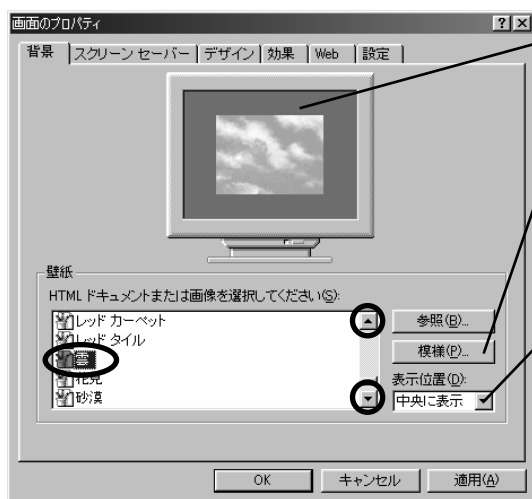 画面のプロパティ
背景 スクリーン セーバー デザイン 効果 Web 設定
壁紙
HTML ドキュメントまたは画像を選択してください(S):
レッド カーペット
レッド タイル
雲
花見
砂漠
参照(B)...
模様(P)...
表示位置(D):
中央に表示
OK キャンセル 適用(A)